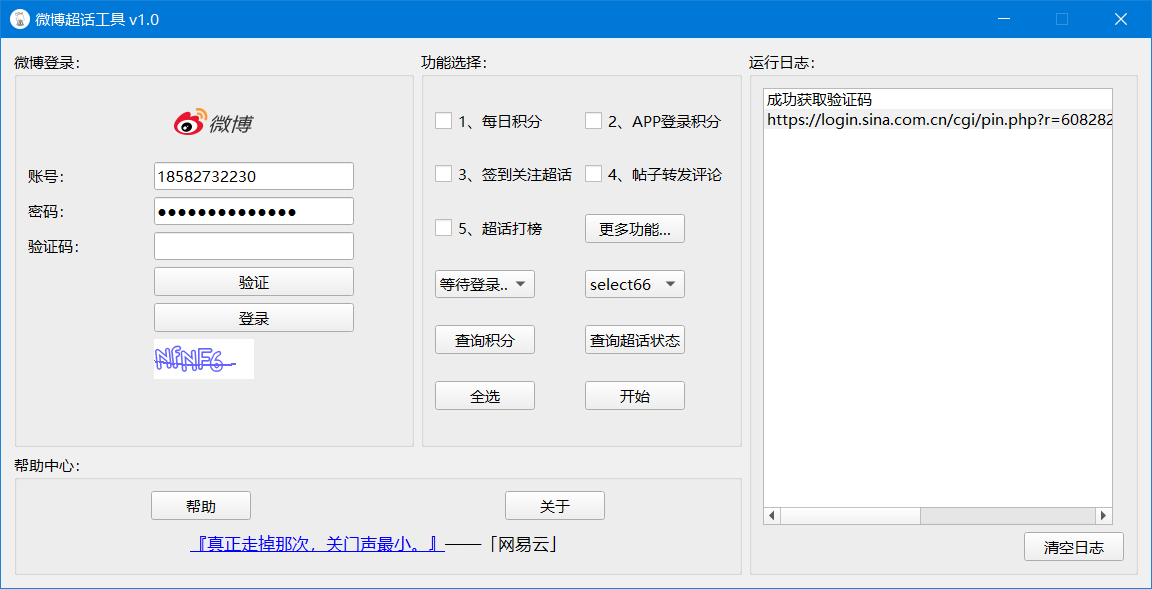 微博超话工具 v1.0
微博登录:
微博
账号:
18582732230
密码:
●●●●●●●●●●●●●●
验证码:
验证
登录
NfNF6
功能选择:
1、每日积分
2、APP登录积分
3、签到关注超话
4、帖子转发评论
5、超话打榜
更多功能...
等待登录..
select66
查询积分
查询超话状态
全选
开始
帮助中心:
帮助
关于
『真正走掉那次，关门声最小。』——「网易云」
运行日志:
成功获取验证码
https://login.sina.com.cn/cgi/pin.php?r=608282
清空日志